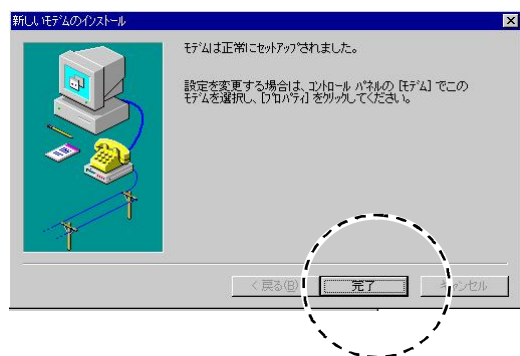 新しいモデムのインストール
モデムは正常にセットアップされました。
設定を変更する場合は、コントロール パネルの [モデム] でこの
モデムを選択し、[プロパティ] をクリックしてください。
< 戻る(B)
完了
キャンセル